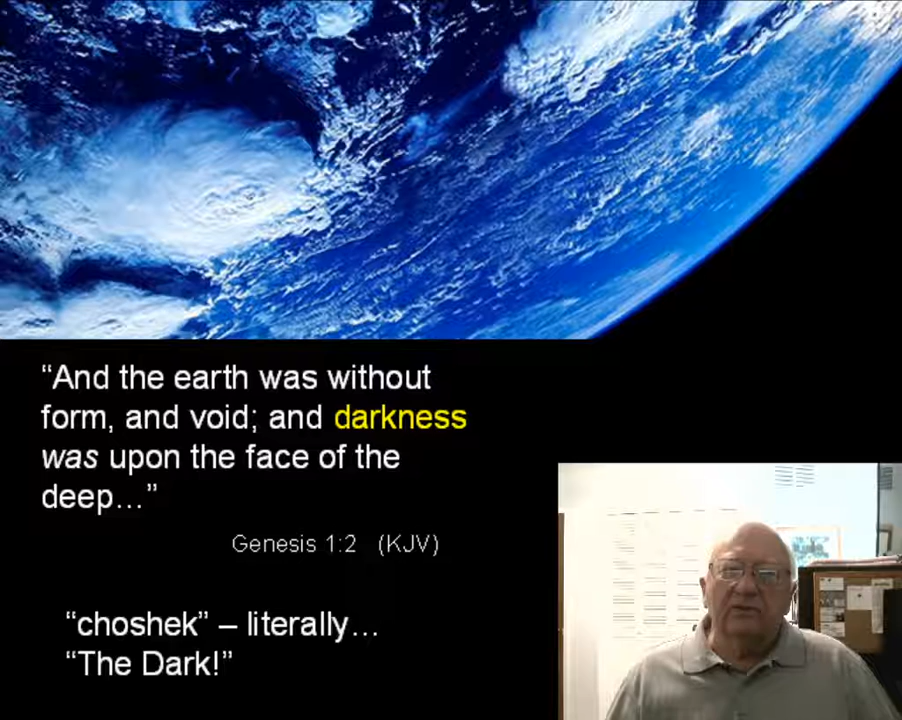 “And the earth was without
form, and void; and darkness
was upon the face of the
deep…”
Genesis 1:2 (KJV)
“choshek” – literally…
“The Dark!”